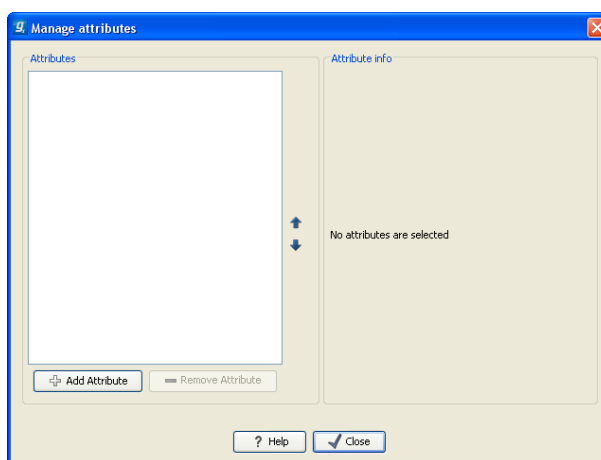 g Manage attributes
Attributes
Attribute info
No attributes are selected
Add Attribute
Remove Attribute
? Help
Close